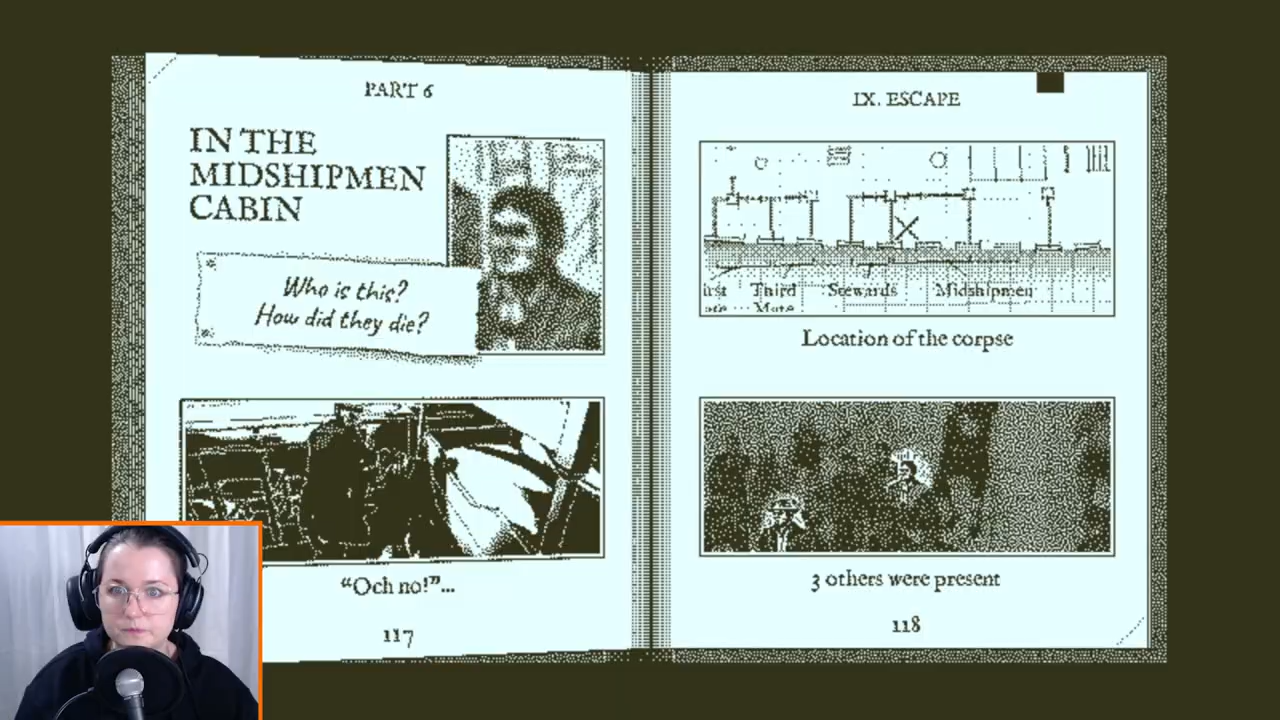 PART 6
IN THE
MIDSHIPMEN
CABIN
Who is this?
How did they die?
"Och no!"...
117
IX. ESCAPE
Third
Stewards
Midshipmen
Mate
Location of the corpse
3 others were present
118